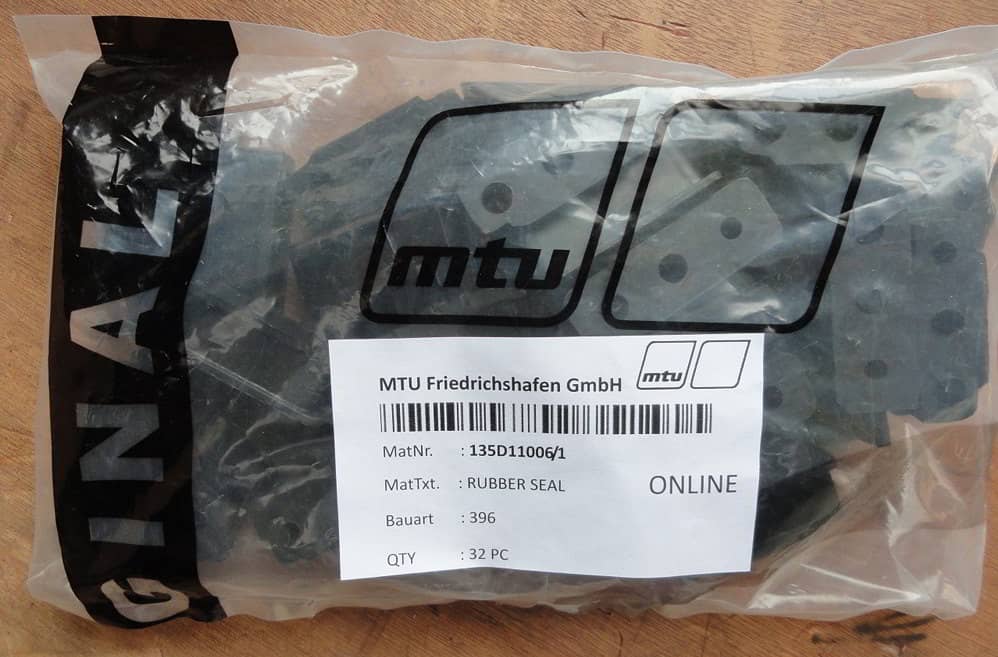 GINAL
mtu
MTU Friedrichshafen GmbH mtu
MatNr. : 135D11006/1
MatTxt. : RUBBER SEAL ONLINE
Bauart : 396
QTY : 32 PC